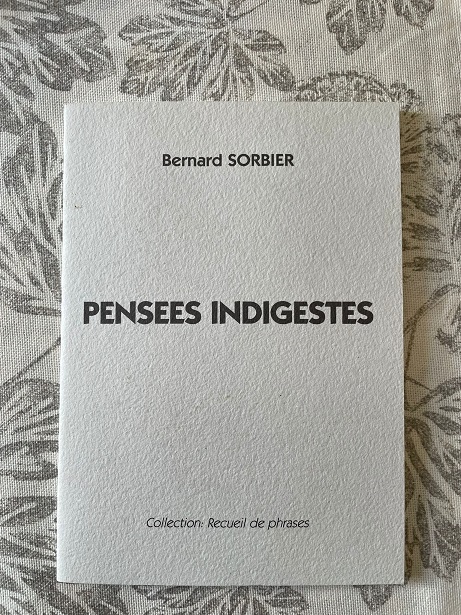 Bernard SORBIER
PENSEES INDIGESTES
Collection: Recueil de phrases